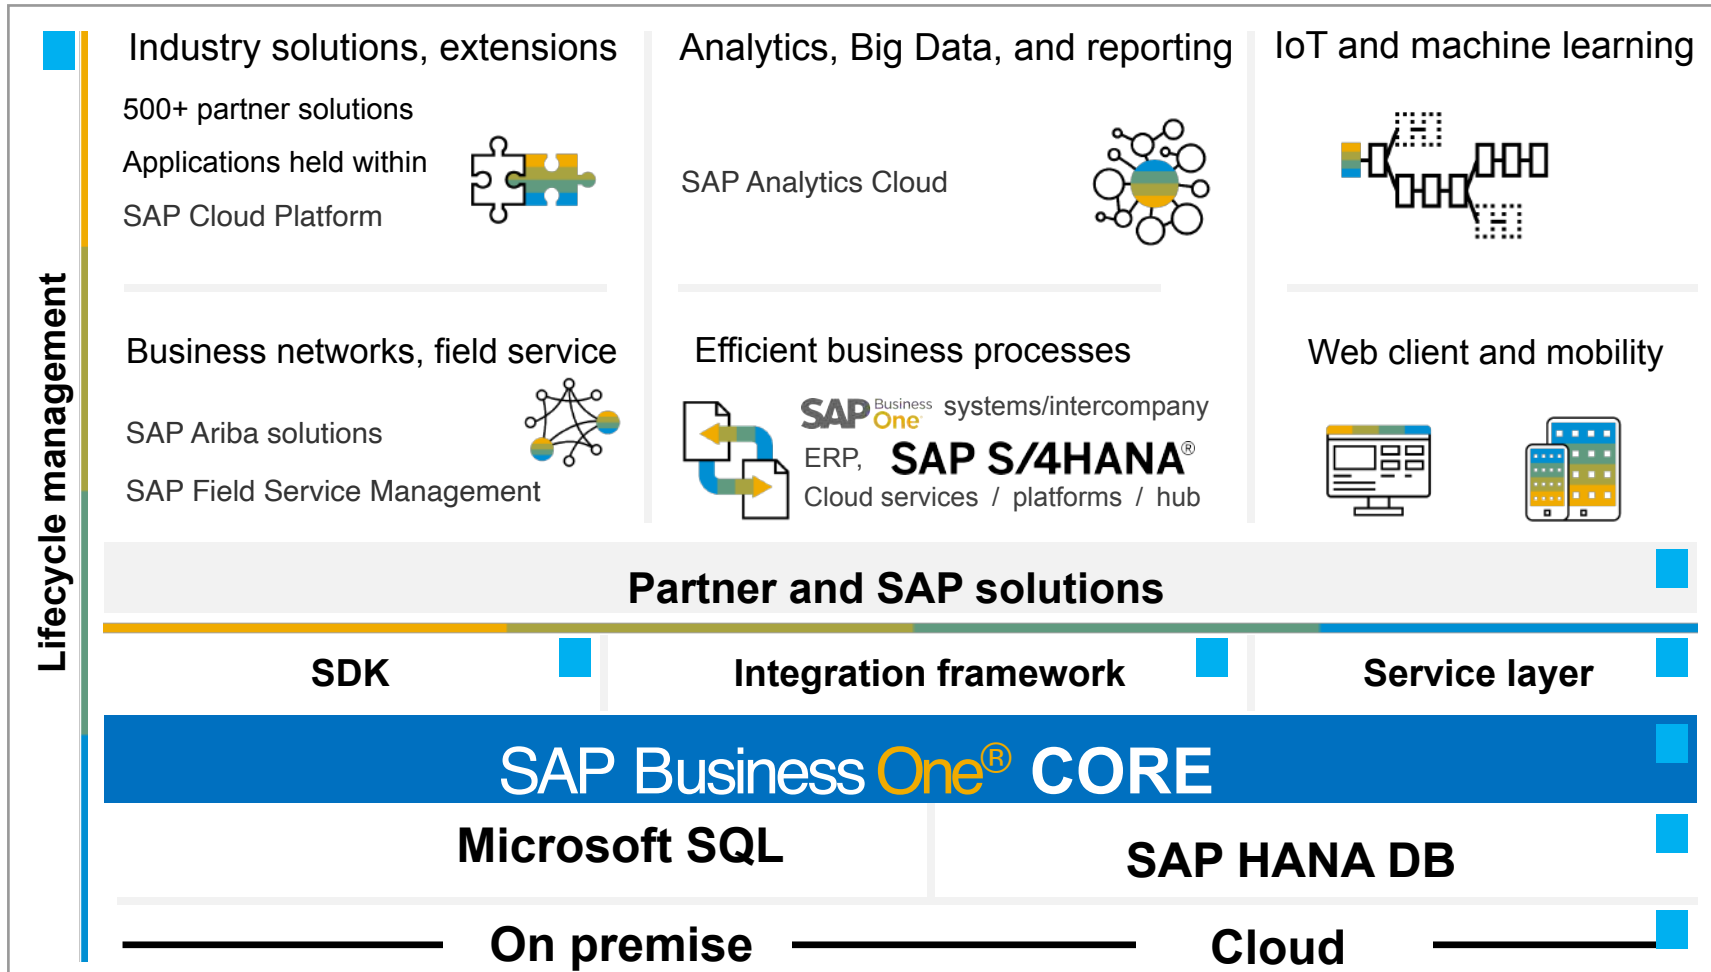 Lifecycle management
Industry solutions, extensions
500+ partner solutions
Applications held within
SAP Cloud Platform
Analytics, Big Data, and reporting
SAP Analytics Cloud
IoT and machine learning
Business networks, field service
SAP Ariba solutions
SAP Field Service Management
Efficient business processes
SAP Business One systems/intercompany
ERP, SAP S/4HANA®
Cloud services / platforms / hub
Web client and mobility
Partner and SAP solutions
SDK
Integration framework
Service layer
SAP Business One® CORE
Microsoft SQL
SAP HANA DB
On premise
Cloud